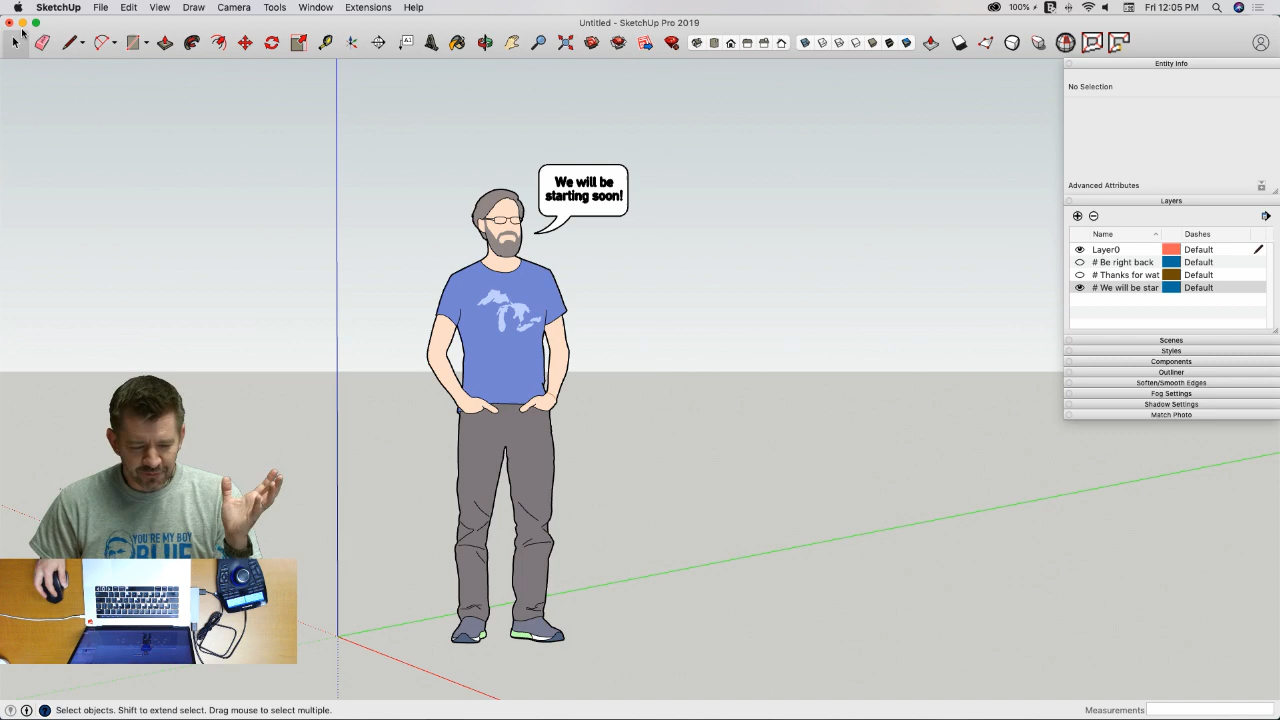 SketchUp File Edit View Draw Camera Tools Window Extensions Help 100% Fri 12:05 PM
Untitled - SketchUp Pro 2019
Entity Info
No Selection
Advanced Attributes
Layers
Name Dashes
Layer0 Default
# Be right back Default
# Thanks for wat Default
# We will be star Default
Scenes
Styles
Components
Outliner
Soften/Smooth Edges
Fog Settings
Shadow Settings
Match Photo
We will be
starting soon!
YOU'RE MY BOY
BLUE
Select objects. Shift to extend select. Drag mouse to select multiple.
Measurements